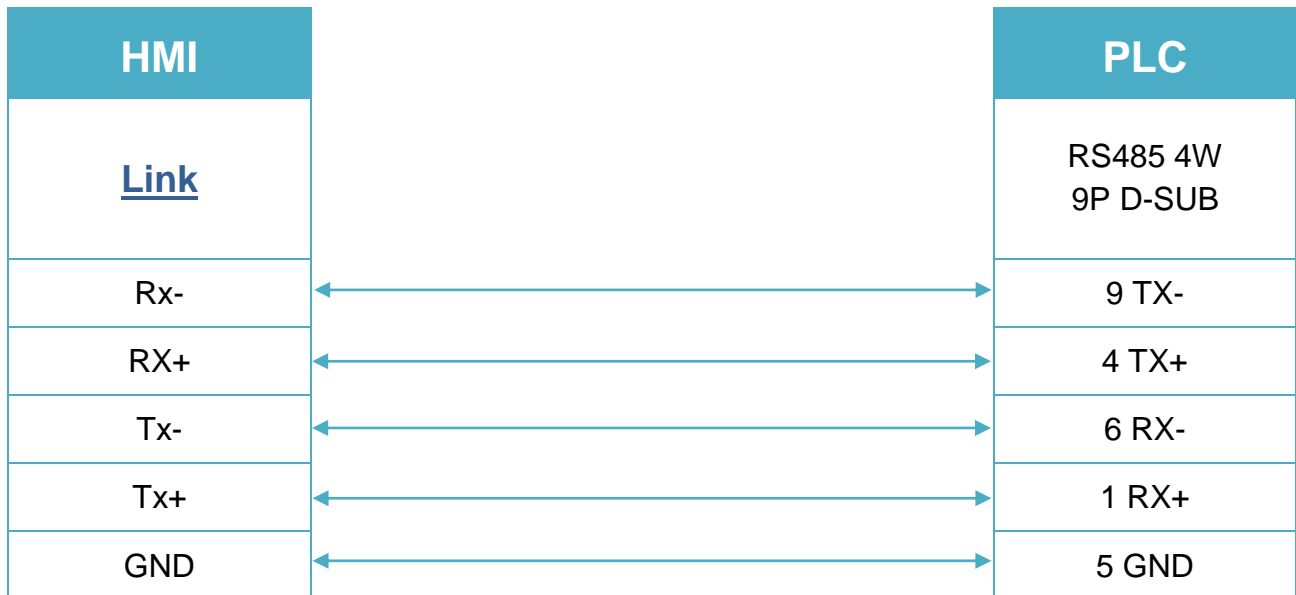 HMI PLC
Link RS485 4W
9P D-SUB
Rx- 9 TX-
RX+ 4 TX+
Tx- 6 RX-
Tx+ 1 RX+
GND 5 GND